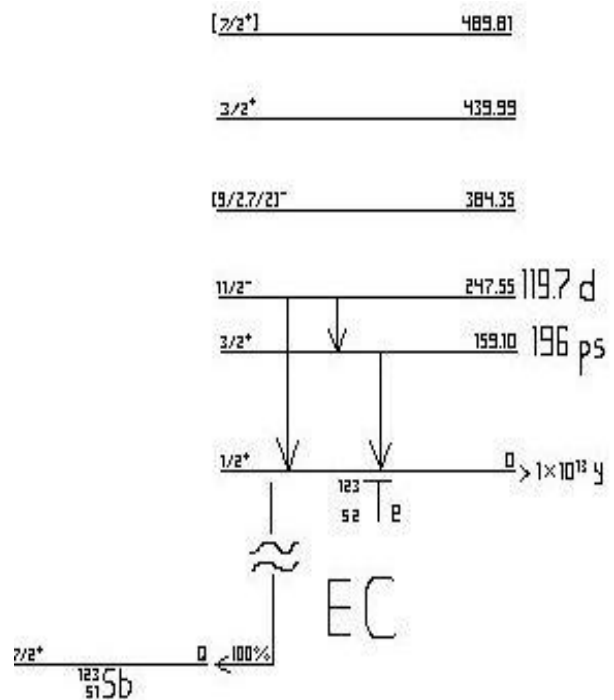 [7/2⁺] 489.81
3/2⁺ 439.99
(9/2.7/2)⁻ 384.35
11/2⁻ 247.55 119.7 d
3/2⁺ 159.10 196 ps
1/2⁺ 0 >1×10¹³ y
123
52 Te
EC
7/2⁺ 0 100%
123
51 Sb